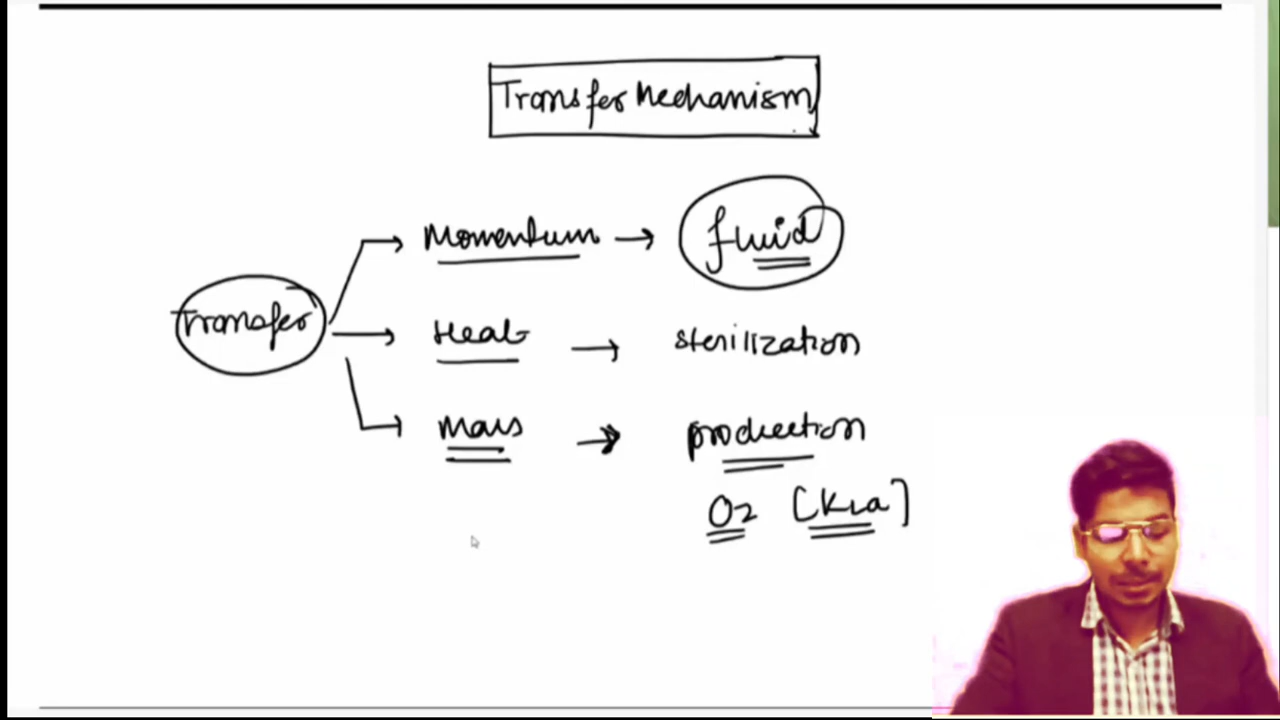 Transfer Mechanism
Momentum → fluid
Transfer
Heat → sterilization
Mass → production
O2 [KLa]